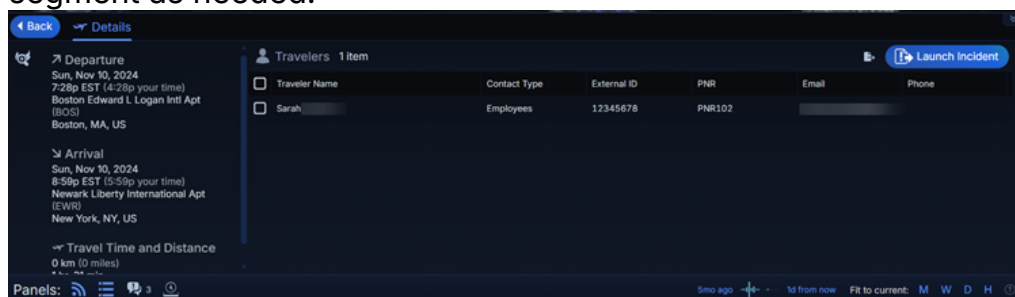 segment as needed.
Back
Details
Departure
Sun, Nov 10, 2024
7:28p EST (4:28p your time)
Boston Edward L Logan Intl Apt
(BOS)
Boston, MA, US
Arrival
Sun, Nov 10, 2024
8:59p EST (5:59p your time)
Newark Liberty International Apt
(EWR)
New York, NY, US
Travel Time and Distance
0 km (0 miles)
Travelers 1 item
Launch Incident
Traveler Name Contact Type External ID PNR Email Phone
Sarah Employees 12345678 PNR102
Panels: 3 5mo ago 1d from now Fit to current: M W D H